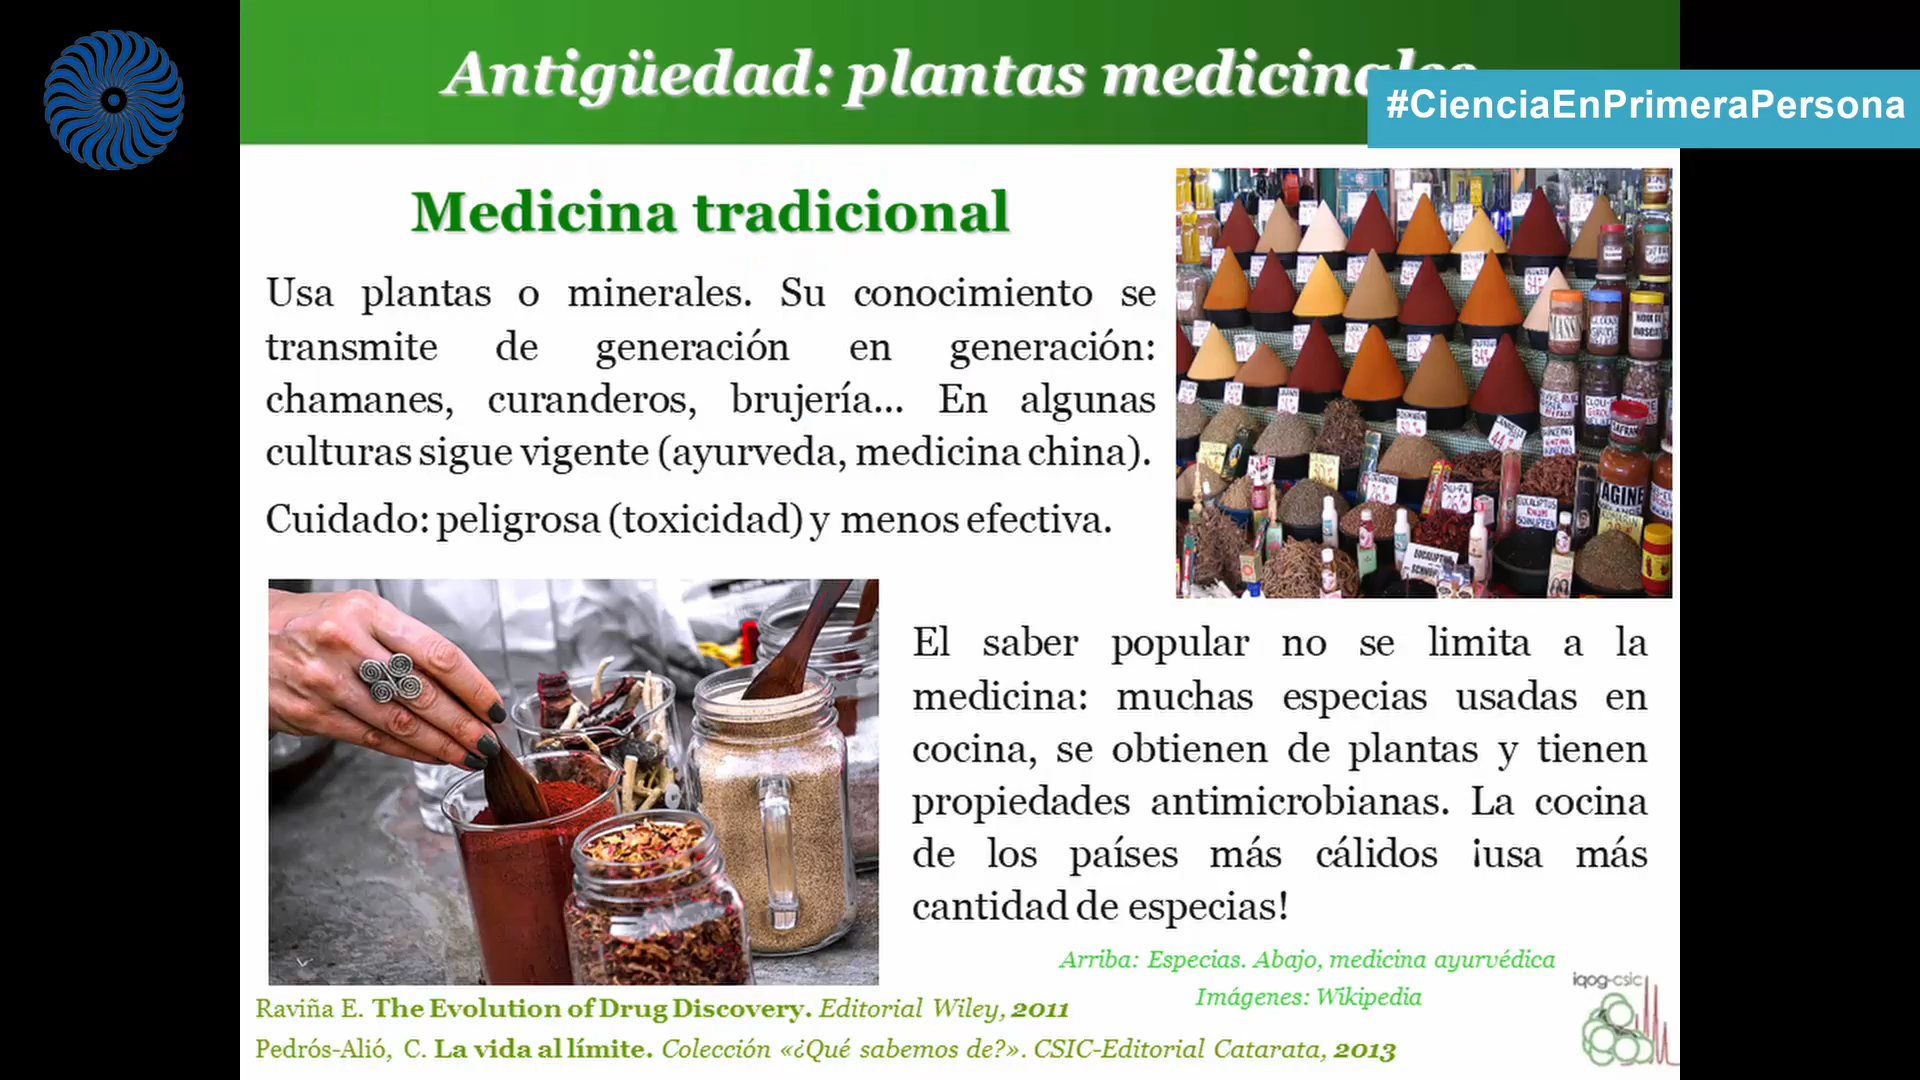 Antigüedad: plantas medicinales
#CienciaEnPrimeraPersona
Medicina tradicional
Usa plantas o minerales. Su conocimiento se
transmite de generación en generación:
chamanes, curanderos, brujería... En algunas
culturas sigue vigente (ayurveda, medicina china).
Cuidado: peligrosa (toxicidad) y menos efectiva.
El saber popular no se limita a la
medicina: muchas especias usadas en
cocina, se obtienen de plantas y tienen
propiedades antimicrobianas. La cocina
de los países más cálidos ¡usa más
cantidad de especias!
Arriba: Especias. Abajo, medicina ayurvédica
Imágenes: Wikipedia
iqog-csic
Raviña E. The Evolution of Drug Discovery. Editorial Wiley, 2011
Pedrós-Alió, C. La vida al límite. Colección «¿Qué sabemos de?». CSIC-Editorial Catarata, 2013